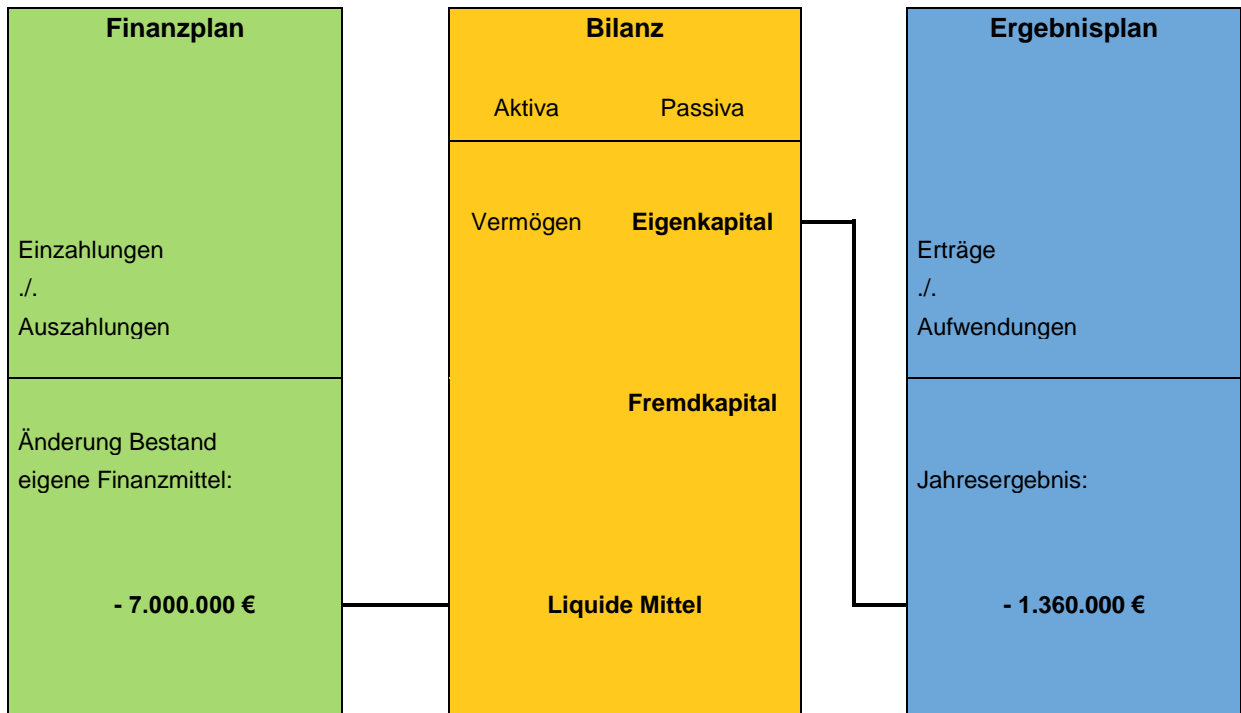 Finanzplan
Einzahlungen
./.
Auszahlungen
Änderung Bestand
eigene Finanzmittel:
- 7.000.000 €
Bilanz
Aktiva Passiva
Vermögen Eigenkapital
Fremdkapital
Liquide Mittel
Ergebnisplan
Erträge
./.
Aufwendungen
Jahresergebnis:
- 1.360.000 €